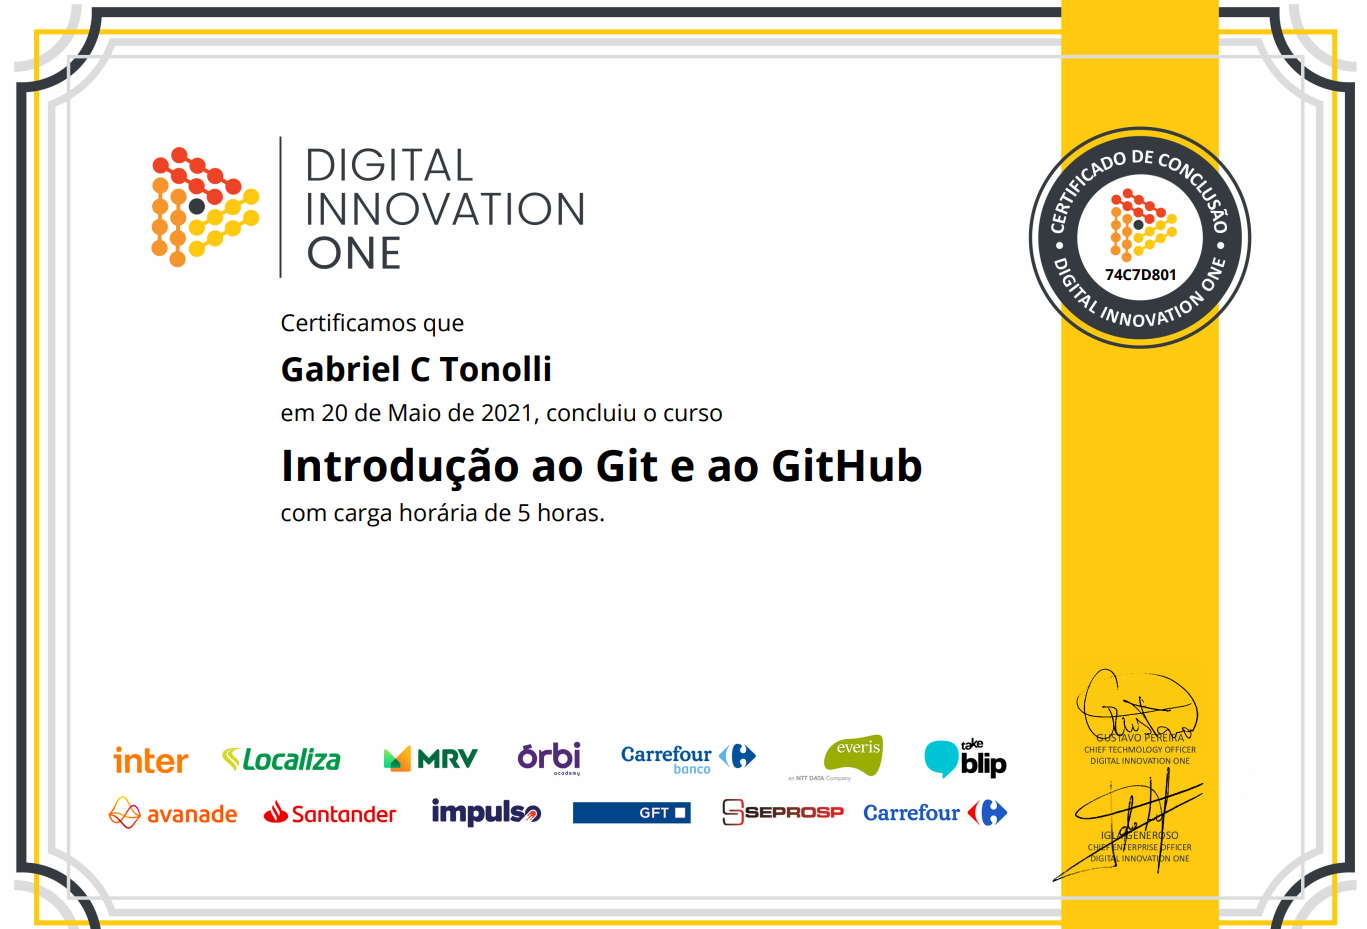 DIGITAL
INNOVATION
ONE
CERTIFICADO DE CONCLUSÃO
74C7D801
DIGITAL INNOVATION ONE
Certificamos que
Gabriel C Tonolli
em 20 de Maio de 2021, concluiu o curso
Introdução ao Git e ao GitHub
com carga horária de 5 horas.
inter
Localiza
MRV
órbi
academy
Carrefour
banco
everis
an NTT DATA Company
take
blip
avanade
Santander
impulso
GFT
SEPROSP
Carrefour
Gustavo
GUSTAVO PEREIRA
CHIEF TECHMOLOGY OFFICER
DIGITAL INNOVATION ONE
IGLÁ GENEROSO
CHIEF ENTERPRISE OFFICER
DIGITAL INNOVATION ONE